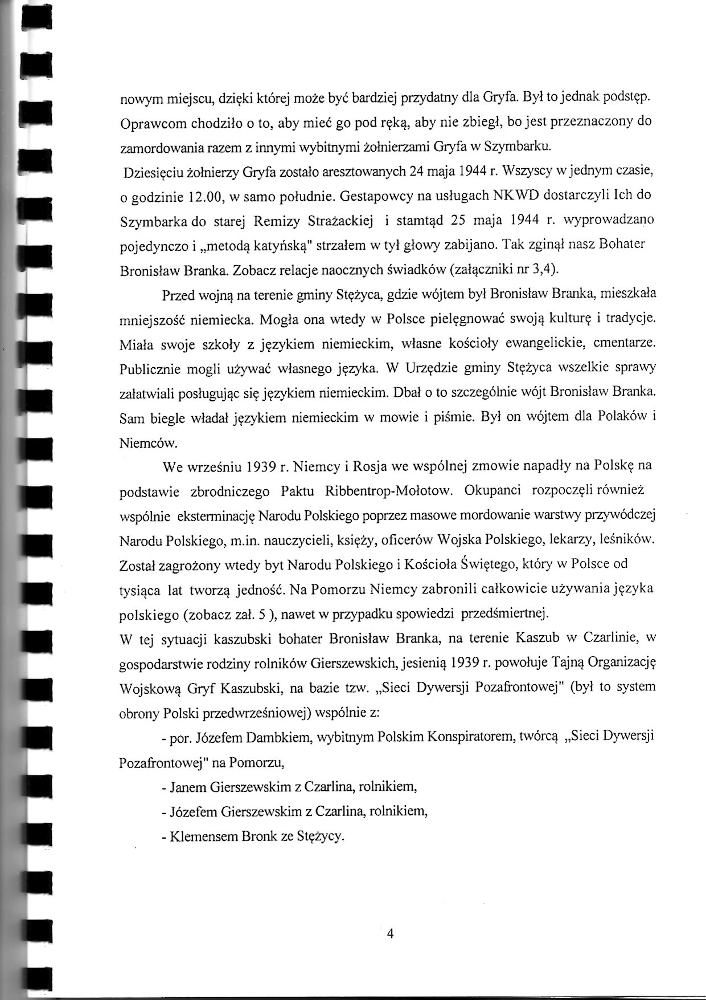 nowym miejscu, dzięki której może być bardziej przydatny dla Gryfa. Był to jednak podstęp.
Oprawcom chodziło o to, aby mieć go pod ręką, aby nie zbiegł, bo jest przeznaczony do
zamordowania razem z innymi wybitnymi żołnierzami Gryfa w Szymbarku.
Dziesięciu żołnierzy Gryfa zostało aresztowanych 24 maja 1944 r. Wszyscy w jednym czasie,
o godzinie 12.00, w samo południe. Gestapowcy na usługach NKWD dostarczyli Ich do
Szymbarka do starej Remizy Strażackiej i stamtąd 25 maja 1944 r. wyprowadzano
pojedynczo i „metodą katyńską" strzałem w tył głowy zabijano. Tak zginął nasz Bohater
Bronisław Branka. Zobacz relacje naocznych świadków (załączniki nr 3,4).
Przed wojną na terenie gminy Stężyca, gdzie wójtem był Bronisław Branka, mieszkała
mniejszość niemiecka. Mogła ona wtedy w Polsce pielęgnować swoją kulturę i tradycje.
Miała swoje szkoły z językiem niemieckim, własne kościoły ewangelickie, cmentarze.
Publicznie mogli używać własnego języka. W Urzędzie gminy Stężyca wszelkie sprawy
załatwiali posługując się językiem niemieckim. Dbał o to szczególnie wójt Bronisław Branka.
Sam biegle władał językiem niemieckim w mowie i piśmie. Był on wójtem dla Polaków i
Niemców.
We wrześniu 1939 r. Niemcy i Rosja we wspólnej zmowie napadły na Polskę na
podstawie zbrodniczego Paktu Ribbentrop-Mołotow. Okupanci rozpoczęli również
wspólnie eksterminację Narodu Polskiego poprzez masowe mordowanie warstwy przywódczej
Narodu Polskiego, m.in. nauczycieli, księży, oficerów Wojska Polskiego, lekarzy, leśników.
Został zagrożony wtedy byt Narodu Polskiego i Kościoła Świętego, który w Polsce od
tysiąca lat tworzą jedność. Na Pomorzu Niemcy zabronili całkowicie używania języka
polskiego (zobacz zał. 5 ), nawet w przypadku spowiedzi przedśmiertnej.
W tej sytuacji kaszubski bohater Bronisław Branka, na terenie Kaszub w Czarlinie, w
gospodarstwie rodziny rolników Gierszewskich, jesienią 1939 r. powołuje Tajną Organizację
Wojskową Gryf Kaszubski, na bazie tzw. „Sieci Dywersji Pozafrontowej" (był to system
obrony Polski przedwrześniowej) wspólnie z:
- por. Józefem Dambkiem, wybitnym Polskim Konspiratorem, twórcą „Sieci Dywersji
Pozafrontowej" na Pomorzu,
- Janem Gierszewskim z Czarlina, rolnikiem,
- Józefem Gierszewskim z Czarlina, rolnikiem,
- Klemensem Bronk ze Stężycy.
4